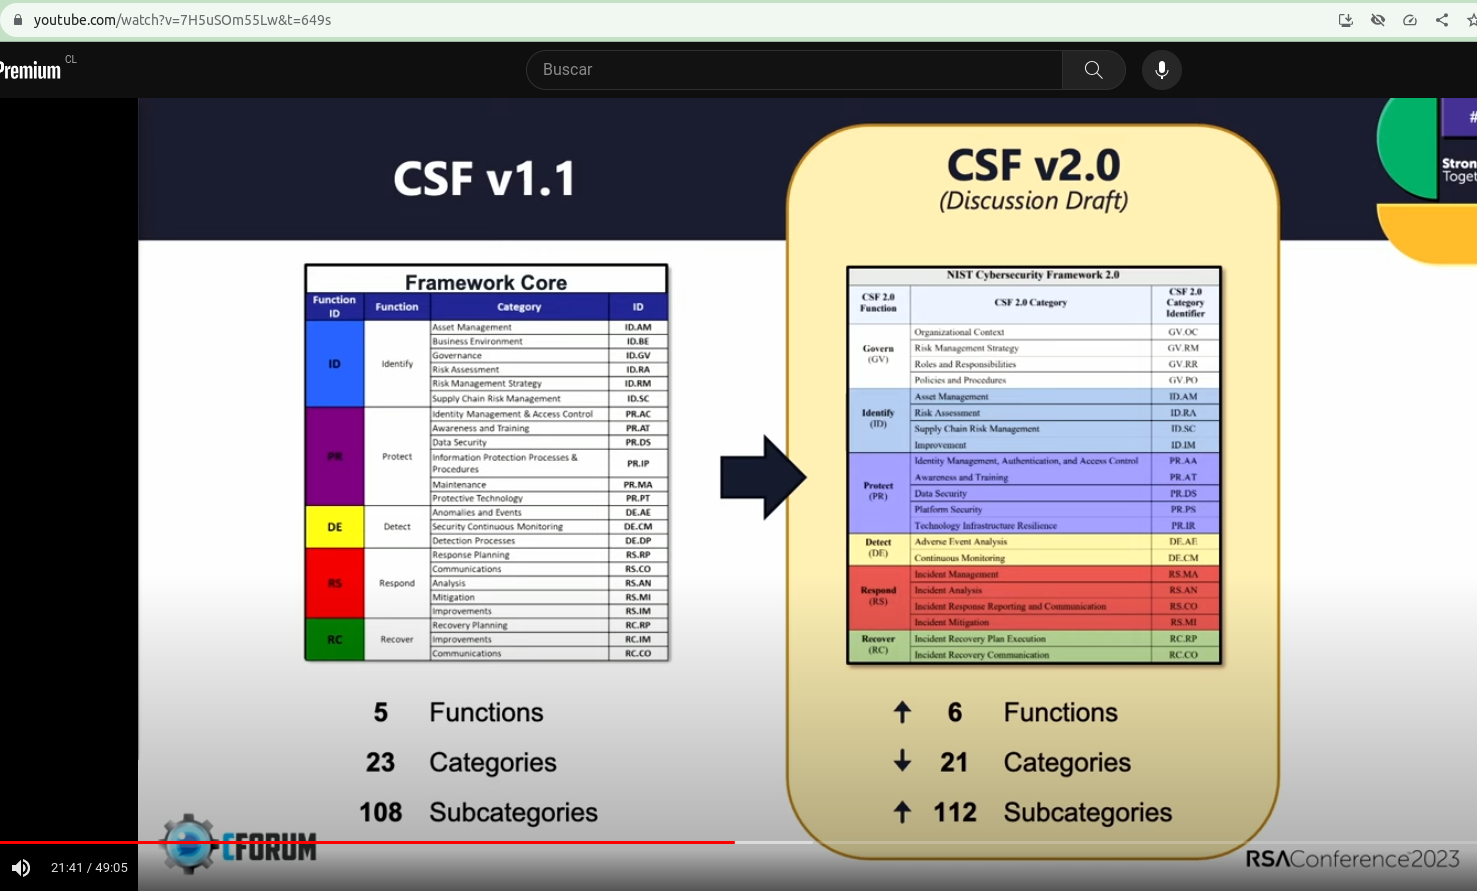 youtube.com/watch?v=7H5uSOm55Lw&t=649s
Premium CL
Buscar
#
Stron
Toget
CSF v1.1
CSF v2.0
(Discussion Draft)
Framework Core
Function ID Function Category ID
ID Identify
Asset Management ID.AM
Business Environment ID.BE
Governance ID.GV
Risk Assessment ID.RA
Risk Management Strategy ID.RM
Supply Chain Risk Management ID.SC
PR Protect
Identity Management & Access Control PR.AC
Awareness and Training PR.AT
Data Security PR.DS
Information Protection Processes & Procedures PR.IP
Maintenance PR.MA
Protective Technology PR.PT
DE Detect
Anomalies and Events DE.AE
Security Continuous Monitoring DE.CM
Detection Processes DE.DP
RS Respond
Response Planning RS.RP
Communications RS.CO
Analysis RS.AN
Mitigation RS.MI
Improvements RS.IM
RC Recover
Recovery Planning RC.RP
Improvements RC.IM
Communications RC.CO
NIST Cybersecurity Framework 2.0
CSF 2.0 Function CSF 2.0 Category CSF 2.0 Category Identifier
Govern (GV)
Organizational Context GV.OC
Risk Management Strategy GV.RM
Roles and Responsibilities GV.RR
Policies and Procedures GV.PO
Identify (ID)
Asset Management ID.AM
Risk Assessment ID.RA
Supply Chain Risk Management ID.SC
Improvement ID.IM
Protect (PR)
Identity Management, Authentication, and Access Control PR.AA
Awareness and Training PR.AT
Data Security PR.DS
Platform Security PR.PS
Technology Infrastructure Resilience PR.IR
Detect (DE)
Adverse Event Analysis DE.AE
Continuous Monitoring DE.CM
Respond (RS)
Incident Management RS.MA
Incident Analysis RS.AN
Incident Response Reporting and Communication RS.CO
Incident Mitigation RS.MI
Recover (RC)
Incident Recovery Plan Execution RC.RP
Incident Recovery Communication RC.CO
5 Functions
23 Categories
108 Subcategories
6 Functions
21 Categories
112 Subcategories
CFORUM
RSAConference2023
21:41 / 49:05